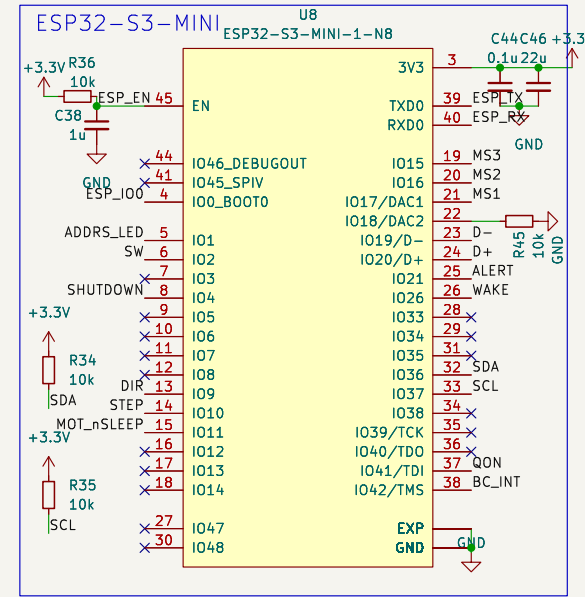 ESP32-S3-MINI
U8
ESP32-S3-MINI-1-N8
+3.3V
R36
10k
ESP_EN
45
EN
C38
1u
GND
44
IO46_DEBUGOUT
41
IO45_SPIV
ESP_IO0
4
IO0_BOOT0
ADDRS_LED
5
IO1
SW
6
IO2
7
IO3
SHUTDOWN
8
IO4
9
IO5
10
IO6
11
IO7
12
IO8
DIR
13
IO9
STEP
14
IO10
MOT_nSLEEP
15
IO11
16
IO12
17
IO13
18
IO14
27
IO47
30
IO48
+3.3V
R34
10k
SDA
+3.3V
R35
10k
SCL
3V3
3
C44
0.1u
C46
22u
+3.3
GND
TXD0
39
ESP_TX
RXD0
40
ESP_RX
IO15
19
MS3
IO16
20
MS2
IO17/DAC1
21
MS1
IO18/DAC2
22
R45
10k
GND
IO19/D-
23
D-
IO20/D+
24
D+
IO21
25
ALERT
IO26
26
WAKE
IO33
28
IO34
29
IO35
31
IO36
32
SDA
IO37
33
SCL
IO38
34
IO39/TCK
35
IO40/TDO
36
IO41/TDI
37
QON
IO42/TMS
38
BC_INT
EXP
GND
GND